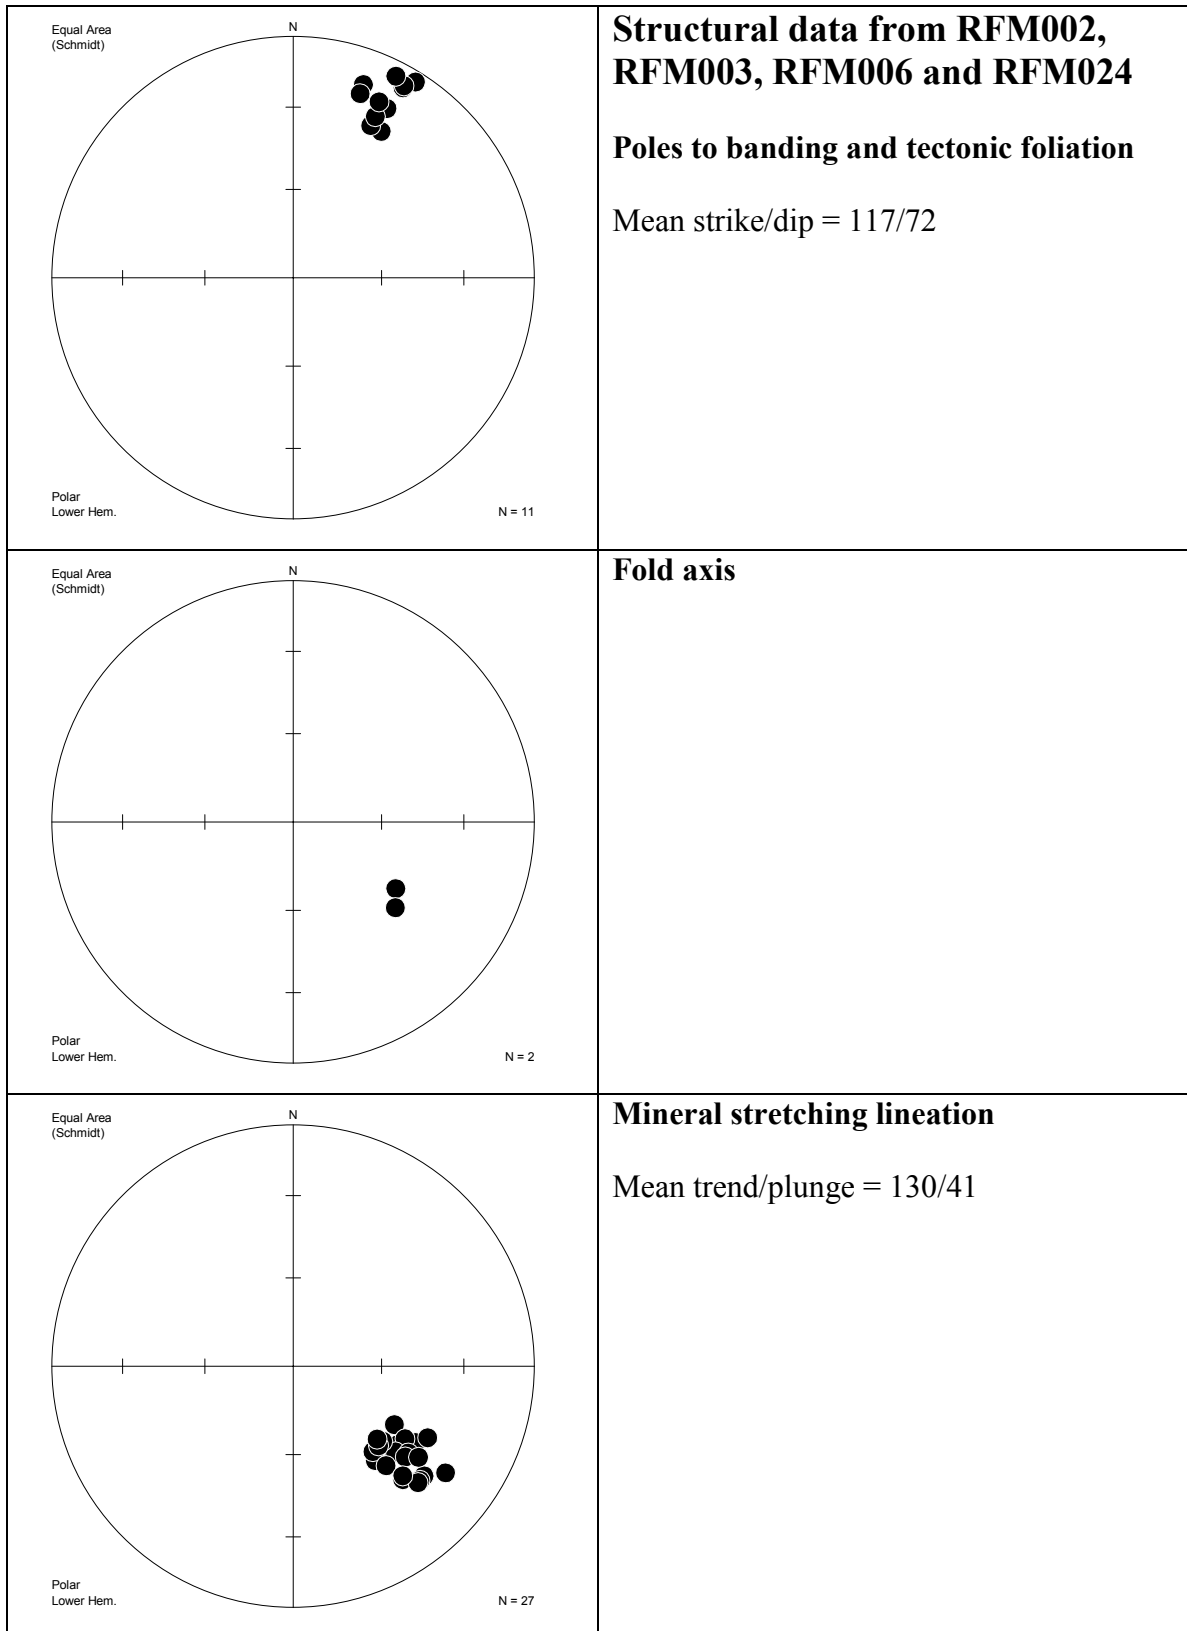 Equal Area
(Schmidt)
N
Polar
Lower Hem.
N = 11
Structural data from RFM002,
RFM003, RFM006 and RFM024
Poles to banding and tectonic foliation
Mean strike/dip = 117/72
Equal Area
(Schmidt)
N
Polar
Lower Hem.
N = 2
Fold axis
Equal Area
(Schmidt)
N
Polar
Lower Hem.
N = 27
Mineral stretching lineation
Mean trend/plunge = 130/41